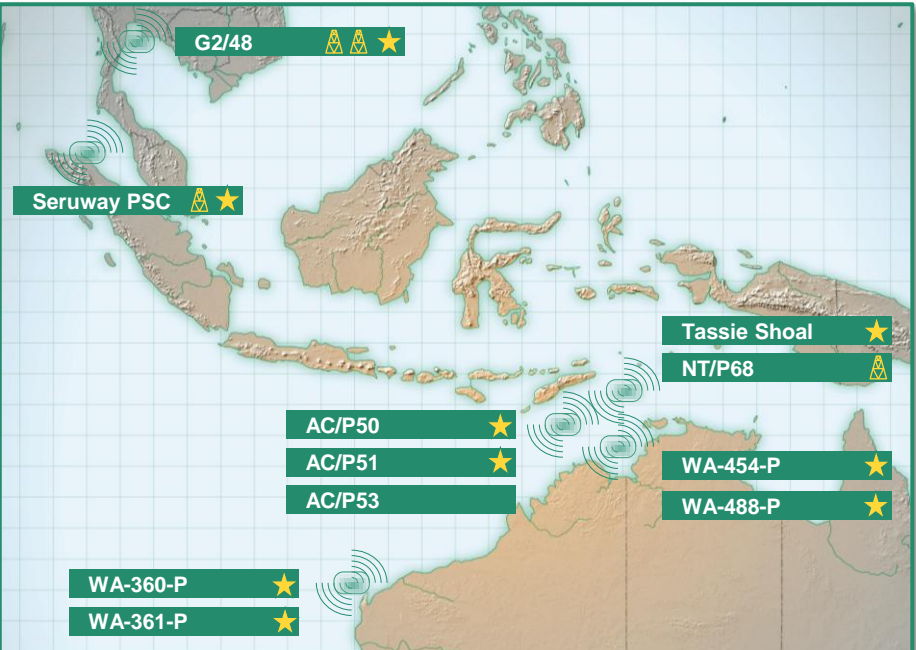 G2/48
Seruway PSC
Tassie Shoal
NT/P68
AC/P50
AC/P51
AC/P53
WA-454-P
WA-488-P
WA-360-P
WA-361-P